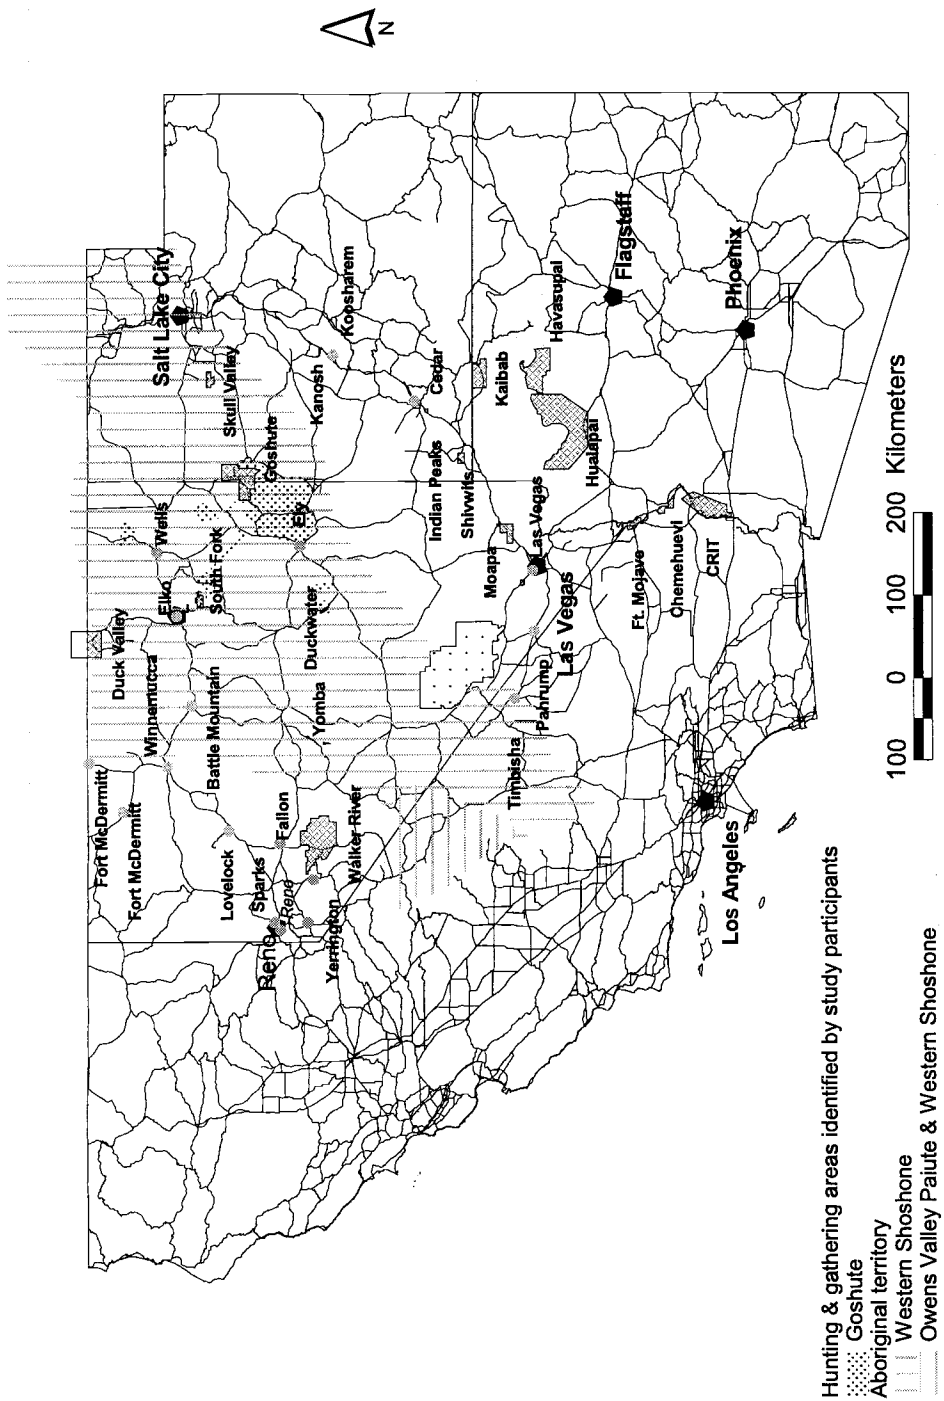 N
Salt Lake City
Skull Valley
Koosharem
Kanosh
Goshute
Wells
Ely
South Fork
Elko
Duckwater
Duck Valley
Winnemucca
Battle Mountain
Yomba
Fort McDermitt
Fort McDermitt
Lovelock
Fallon
Sparks
Reno
Reno
Walker River
Yerrington
Cedar
Indian Peaks
Shivwits
Kaibab
Havasupai
Flagstaff
Hualapai
Phoenix
Moapa
Las Vegas
Las Vegas
Pahrump
Timbisha
Ft. Mojave
Chemehuevi
CRIT
Los Angeles
100 0 100 200 Kilometers
Hunting & gathering areas identified by study participants
Goshute
Aboriginal territory
Western Shoshone
Owens Valley Paiute & Western Shoshone